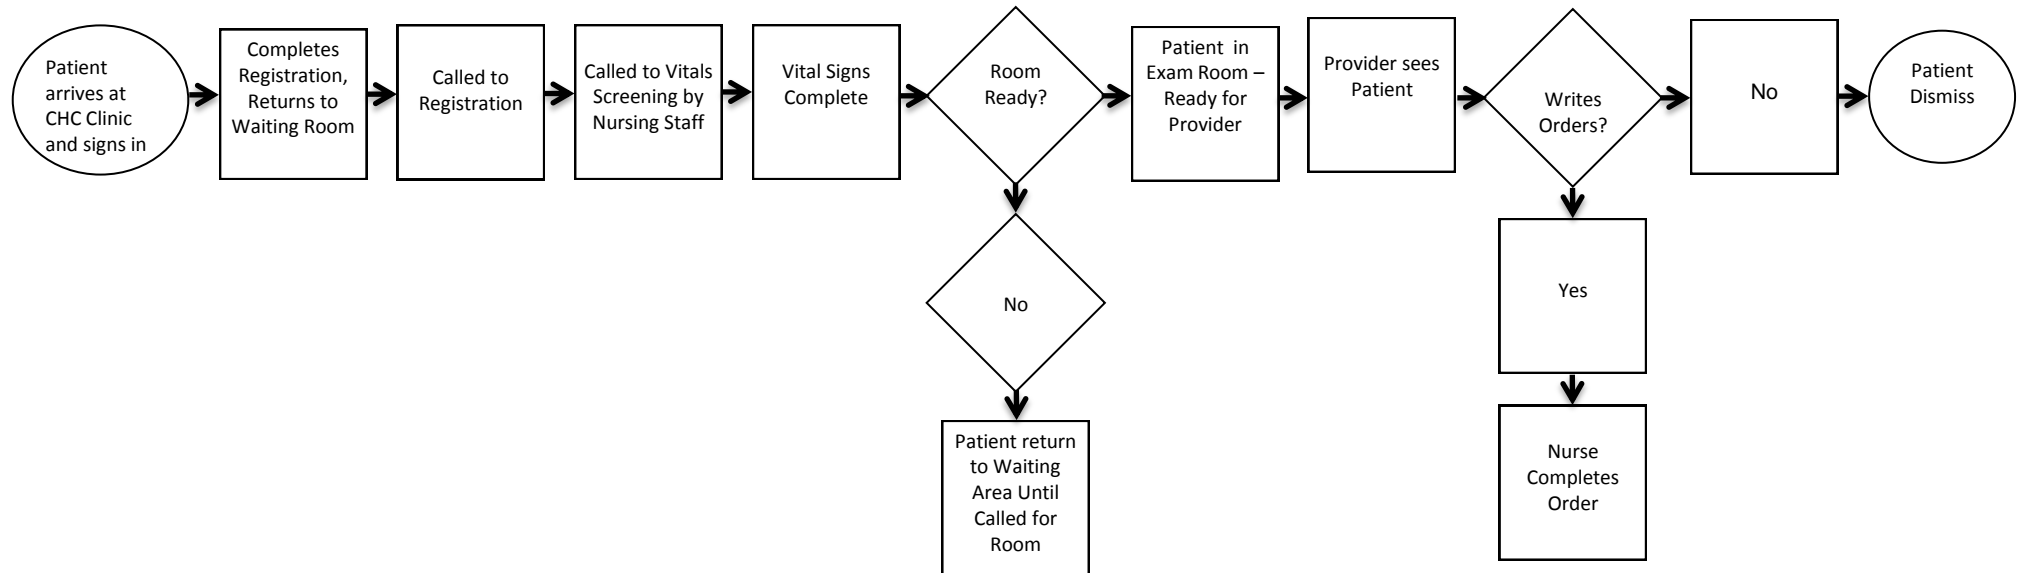 Patient
arrives at
CHC Clinic
and signs in
Completes
Registration,
Returns to
Waiting Room
Called to
Registration
Called to Vitals
Screening by
Nursing Staff
Vital Signs
Complete
Room
Ready?
Patient in
Exam Room –
Ready for
Provider
Provider sees
Patient
Writes
Orders?
No
Patient
Dismiss
No
Yes
Patient return
to Waiting
Area Until
Called for
Room
Nurse
Completes
Order